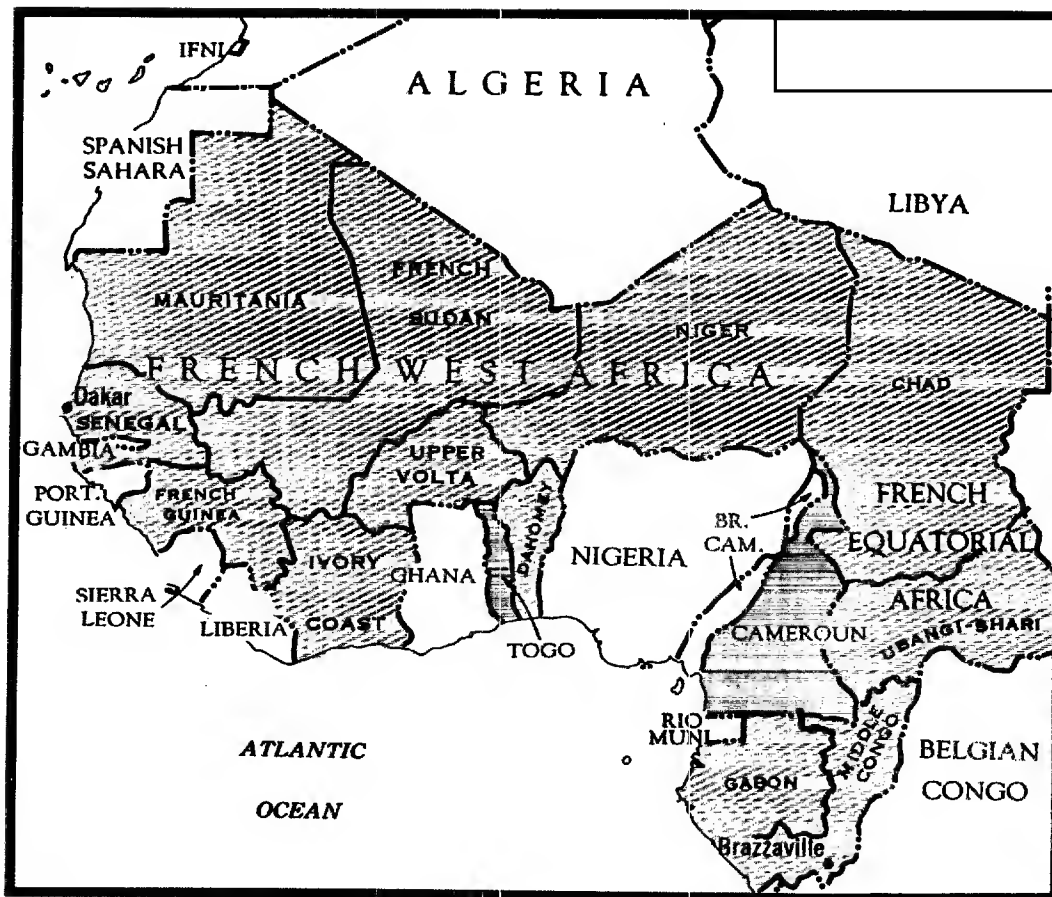 IFNI
ALGERIA
SPANISH
SAHARA
LIBYA
FRENCH
SUDAN
MAURITANIA
NIGER
FRENCH WEST AFRICA
CHAD
Dakar
SENEGAL
GAMBIA
UPPER
VOLTA
PORT.
GUINEA
FRENCH
GUINEA
DAHOMEY
FRENCH
EQUATORIAL
AFRICA
BR.
CAM.
NIGERIA
IVORY
COAST
GHANA
SIERRA
LEONE
LIBERIA
TOGO
CAMEROUN
UBANGI-SHARI
RIO
MUNI
MIDDLE
CONGO
BELGIAN
CONGO
ATLANTIC
OCEAN
GABON
Brazzaville